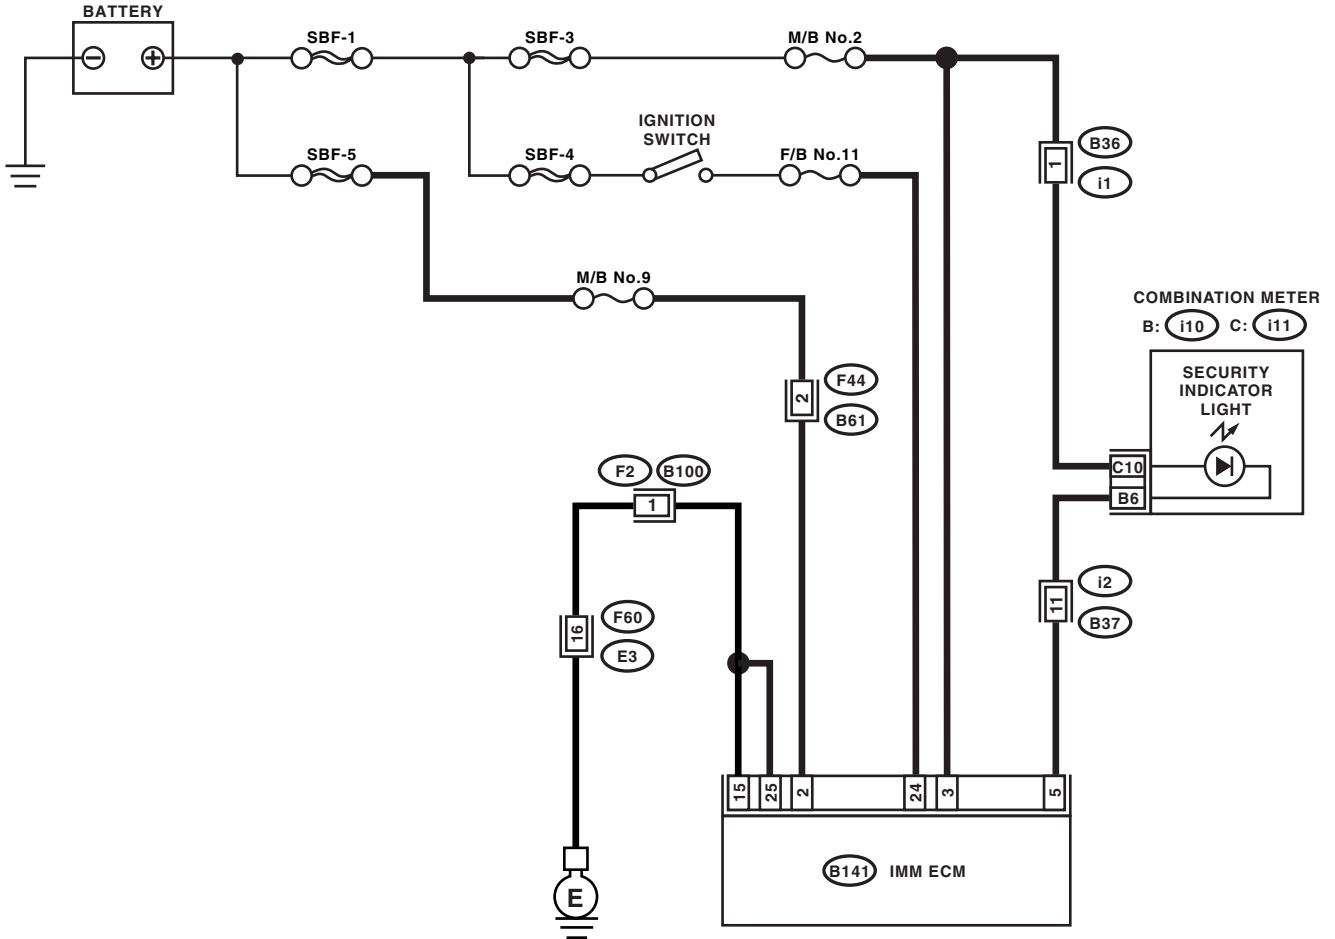 BATTERY
SBF-1
SBF-3
M/B No.2
SBF-5
SBF-4
IGNITION
SWITCH
F/B No.11
1
B36
i1
M/B No.9
COMBINATION METER
B: i10 C: i11
SECURITY
INDICATOR
LIGHT
2
F44
B61
C10
B6
F2 B100
1
11
i2
B37
16
F60
E3
15 25 2 24 3 5
B141 IMM ECM
E